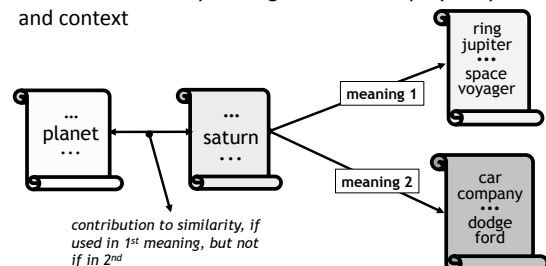 and context
ring
jupiter
...
space
voyager
meaning 1
...
planet
...
...
saturn
...
meaning 2
car
company
...
dodge
ford
contribution to similarity, if
used in 1st meaning, but not
if in 2nd